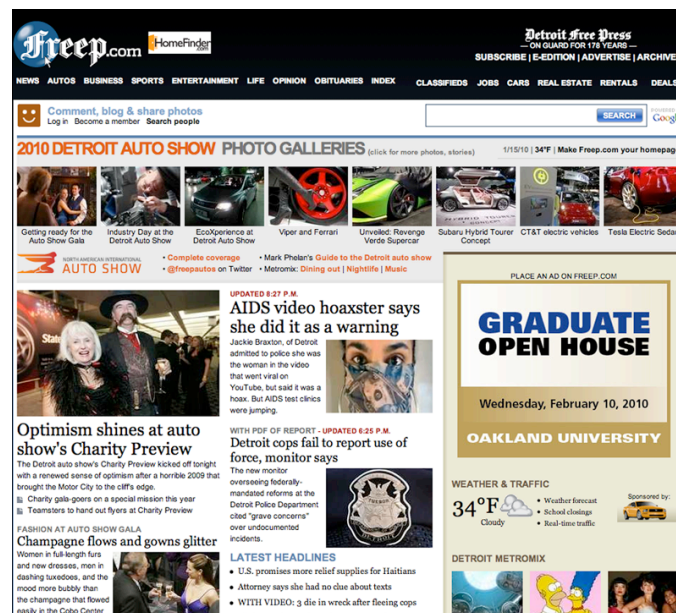 Freep.com
HomeFinder
.com
Detroit Free Press
— ON GUARD FOR 178 YEARS —
SUBSCRIBE | E-EDITION | ADVERTISE | ARCHIVE
NEWS AUTOS BUSINESS SPORTS ENTERTAINMENT LIFE OPINION OBITUARIES INDEX CLASSIFIEDS JOBS CARS REAL ESTATE RENTALS DEALS
Comment, blog & share photos
Log in Become a member Search people
SEARCH
2010 DETROIT AUTO SHOW PHOTO GALLERIES (click for more photos, stories) 1/15/10 | 34°F | Make Freep.com your homepag
Getting ready for the
Auto Show Gala
Industry Day at the
Detroit Auto Show
EcoXperience at
Detroit Auto Show
Viper and Ferrari
Unveiled: Revenge
Verde Supercar
Subaru Hybrid Tourer
Concept
CT&T electric vehicles
Tesla Electric Seda
NORTH AMERICAN INTERNATIONAL
AUTO SHOW
• Complete coverage
• @freepautos on Twitter
• Mark Phelan's Guide to the Detroit auto show
• Metromix: Dining out | Nightlife | Music
Optimism shines at auto
show's Charity Preview
The Detroit auto show's Charity Preview kicked off tonight
with a renewed sense of optimism after a horrible 2009 that
brought the Motor City to the cliff's edge.
Charity gala-goers on a special mission this year
Teamsters to hand out flyers at Charity Preview
FASHION AT AUTO SHOW GALA
Champagne flows and gowns glitter
Women in full-length furs
and new dresses, men in
dashing tuxedoes, and the
mood more bubbly than
the champagne that flowed
easily in the Cobo Center
UPDATED 8:27 P.M.
AIDS video hoaxster says
she did it as a warning
Jackie Braxton, of Detroit
admitted to police she was
the woman in the video
that went viral on
YouTube, but said it was a
hoax. But AIDS test clinics
were jumping.
WITH PDF OF REPORT - UPDATED 6:25 P.M.
Detroit cops fail to report use of
force, monitor says
The new monitor
overseeing federally-
mandated reforms at the
Detroit Police Department
cited "grave concerns"
over undocumented
incidents.
LATEST HEADLINES
• U.S. promises more relief supplies for Haitians
• Attorney says she had no clue about texts
• WITH VIDEO: 3 die in wreck after fleeing cops
PLACE AN AD ON FREEP.COM
GRADUATE
OPEN HOUSE
Wednesday, February 10, 2010
OAKLAND UNIVERSITY
WEATHER & TRAFFIC
34°F
Cloudy
• Weather forecast
• School closings
• Real-time traffic
Sponsored by:
DETROIT METROMIX